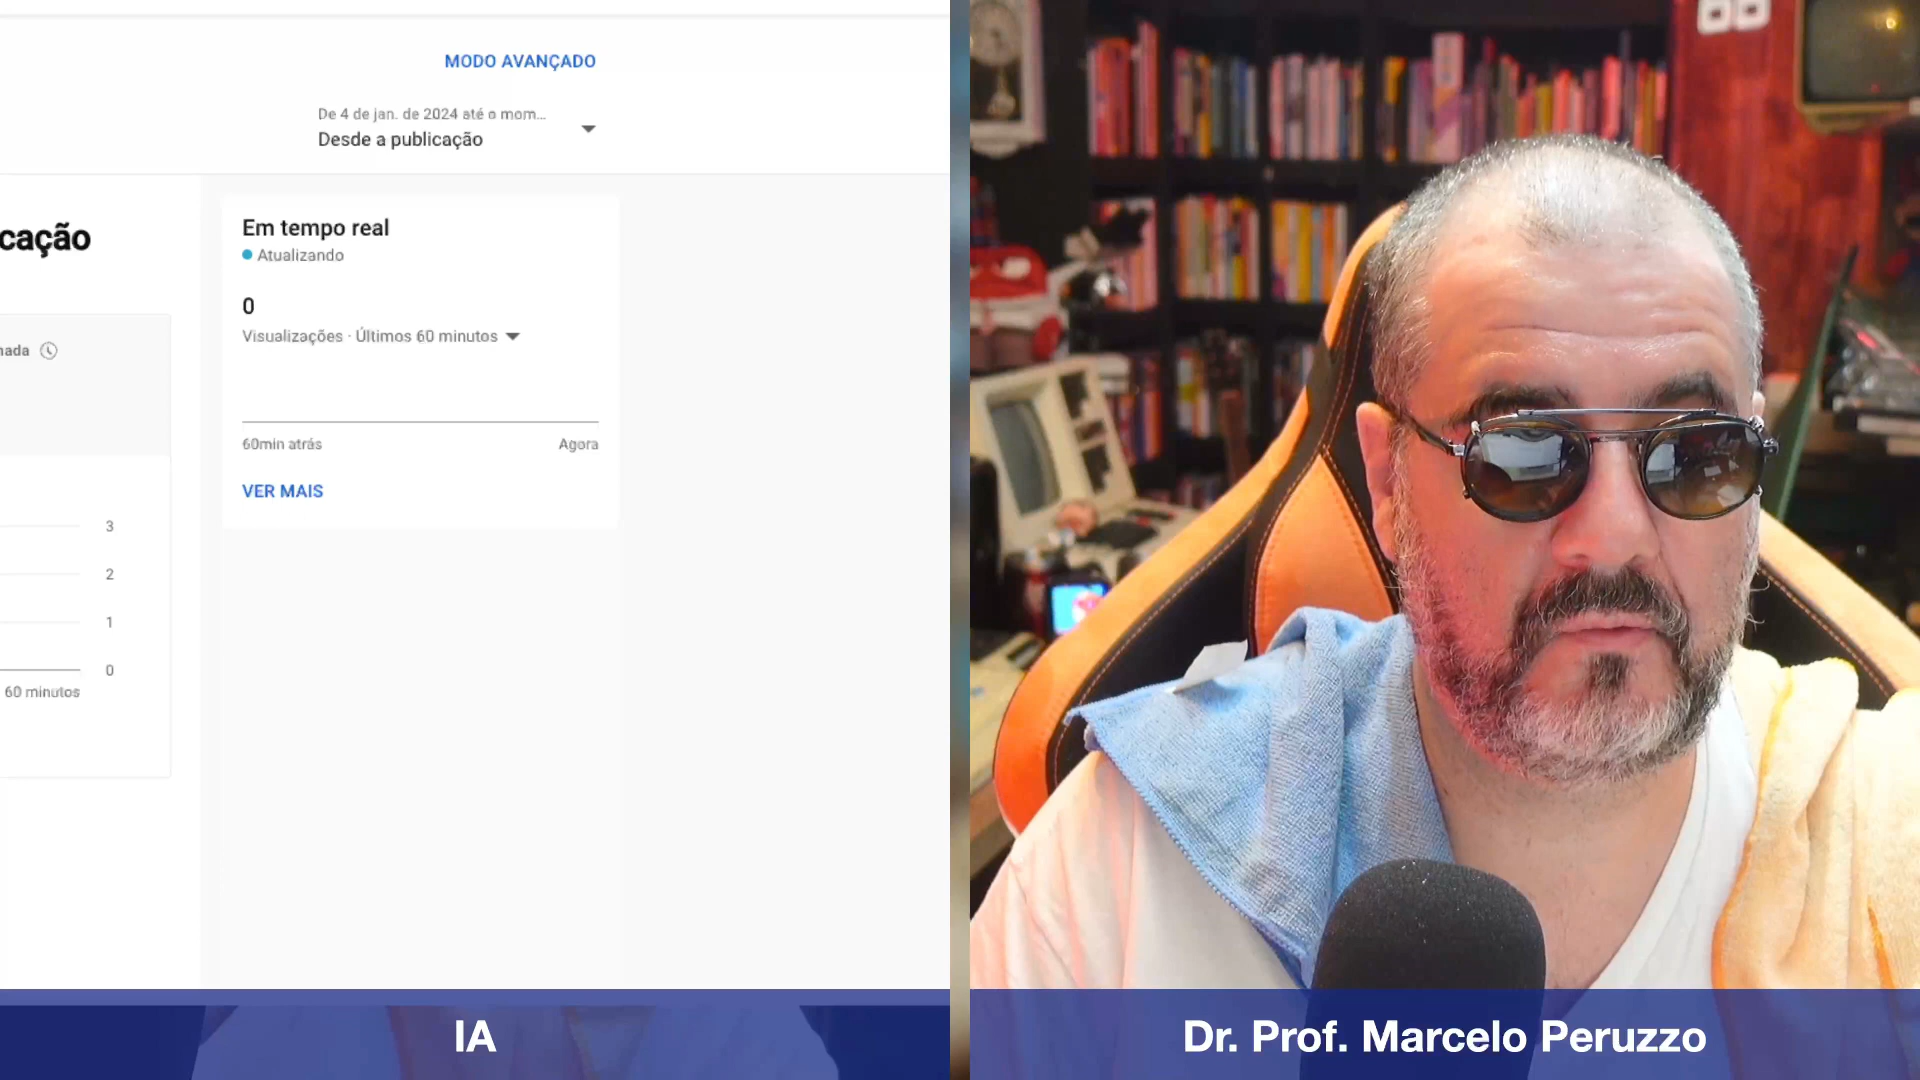 MODO AVANÇADO
De 4 de jan. de 2024 até o mom...
Desde a publicação
cação
Em tempo real
Atualizando
0
Visualizações · Últimos 60 minutos
60min atrás
Agora
VER MAIS
nada
3
2
1
0
60 minutos
IA
Dr. Prof. Marcelo Peruzzo